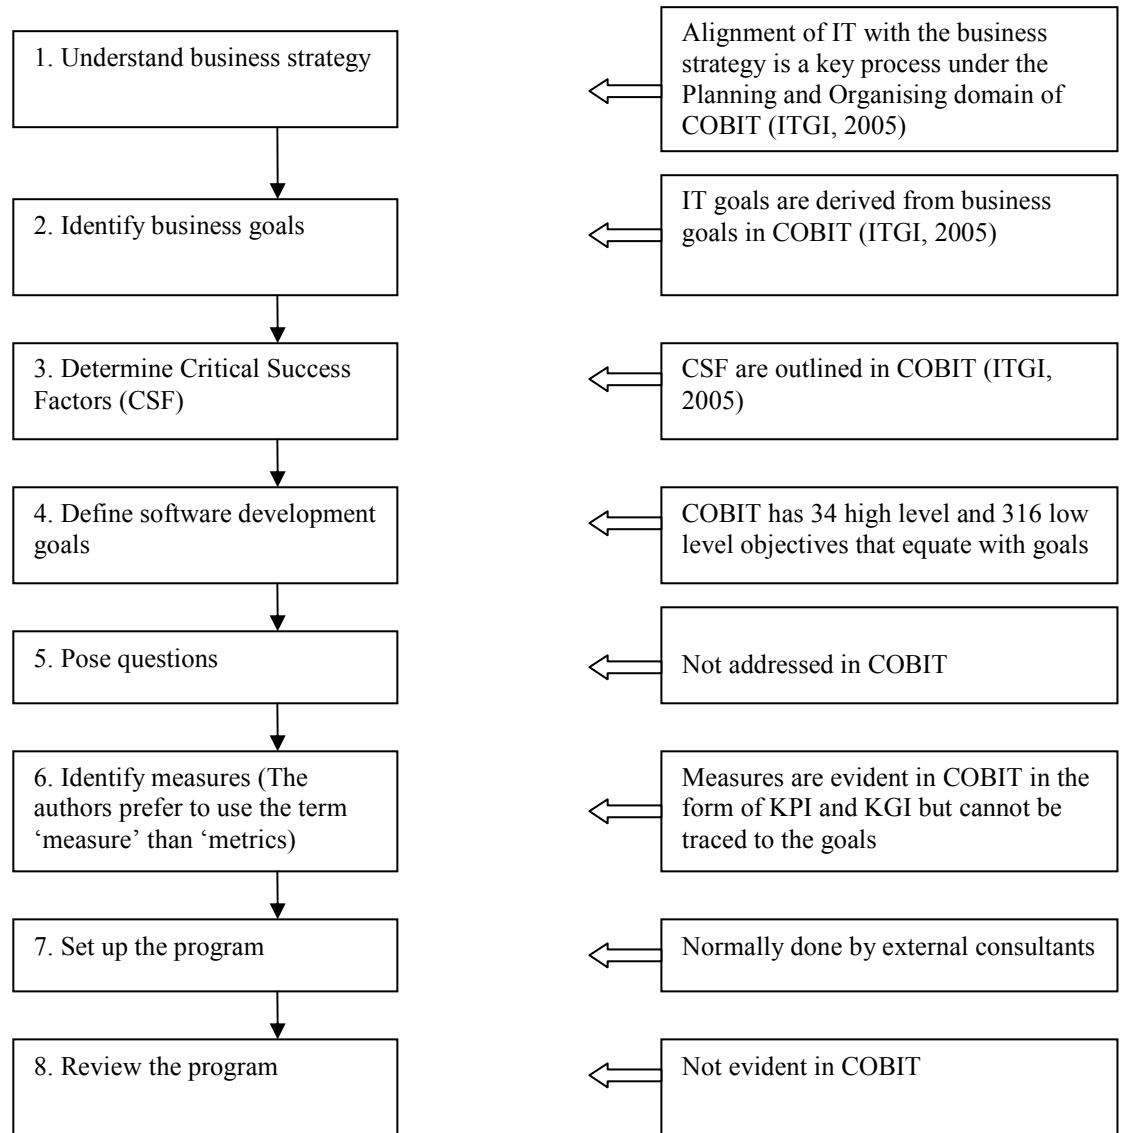 1. Understand business strategy
Alignment of IT with the business
strategy is a key process under the
Planning and Organising domain of
COBIT (ITGI, 2005)
2. Identify business goals
IT goals are derived from business
goals in COBIT (ITGI, 2005)
3. Determine Critical Success
Factors (CSF)
CSF are outlined in COBIT (ITGI,
2005)
4. Define software development
goals
COBIT has 34 high level and 316 low
level objectives that equate with goals
5. Pose questions
Not addressed in COBIT
6. Identify measures (The
authors prefer to use the term
‘measure’ than ‘metrics)
Measures are evident in COBIT in the
form of KPI and KGI but cannot be
traced to the goals
7. Set up the program
Normally done by external consultants
8. Review the program
Not evident in COBIT